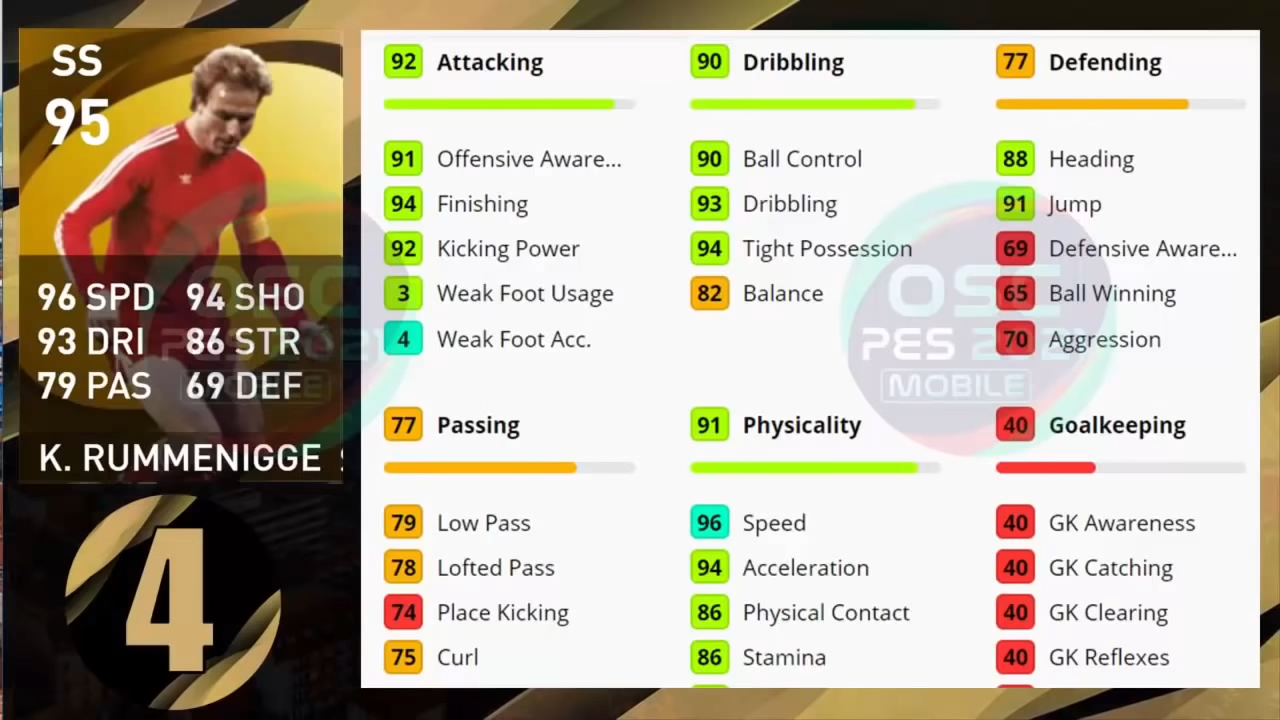 SS
95
96 SPD 94 SHO
93 DRI 86 STR
79 PAS 69 DEF
K. RUMMENIGGE
4
92 Attacking
91 Offensive Aware...
94 Finishing
92 Kicking Power
3 Weak Foot Usage
4 Weak Foot Acc.
90 Dribbling
90 Ball Control
93 Dribbling
94 Tight Possession
82 Balance
77 Defending
88 Heading
91 Jump
69 Defensive Aware...
65 Ball Winning
70 Aggression
77 Passing
79 Low Pass
78 Lofted Pass
74 Place Kicking
75 Curl
91 Physicality
96 Speed
94 Acceleration
86 Physical Contact
86 Stamina
40 Goalkeeping
40 GK Awareness
40 GK Catching
40 GK Clearing
40 GK Reflexes
OSC
PES 2021
MOBILE